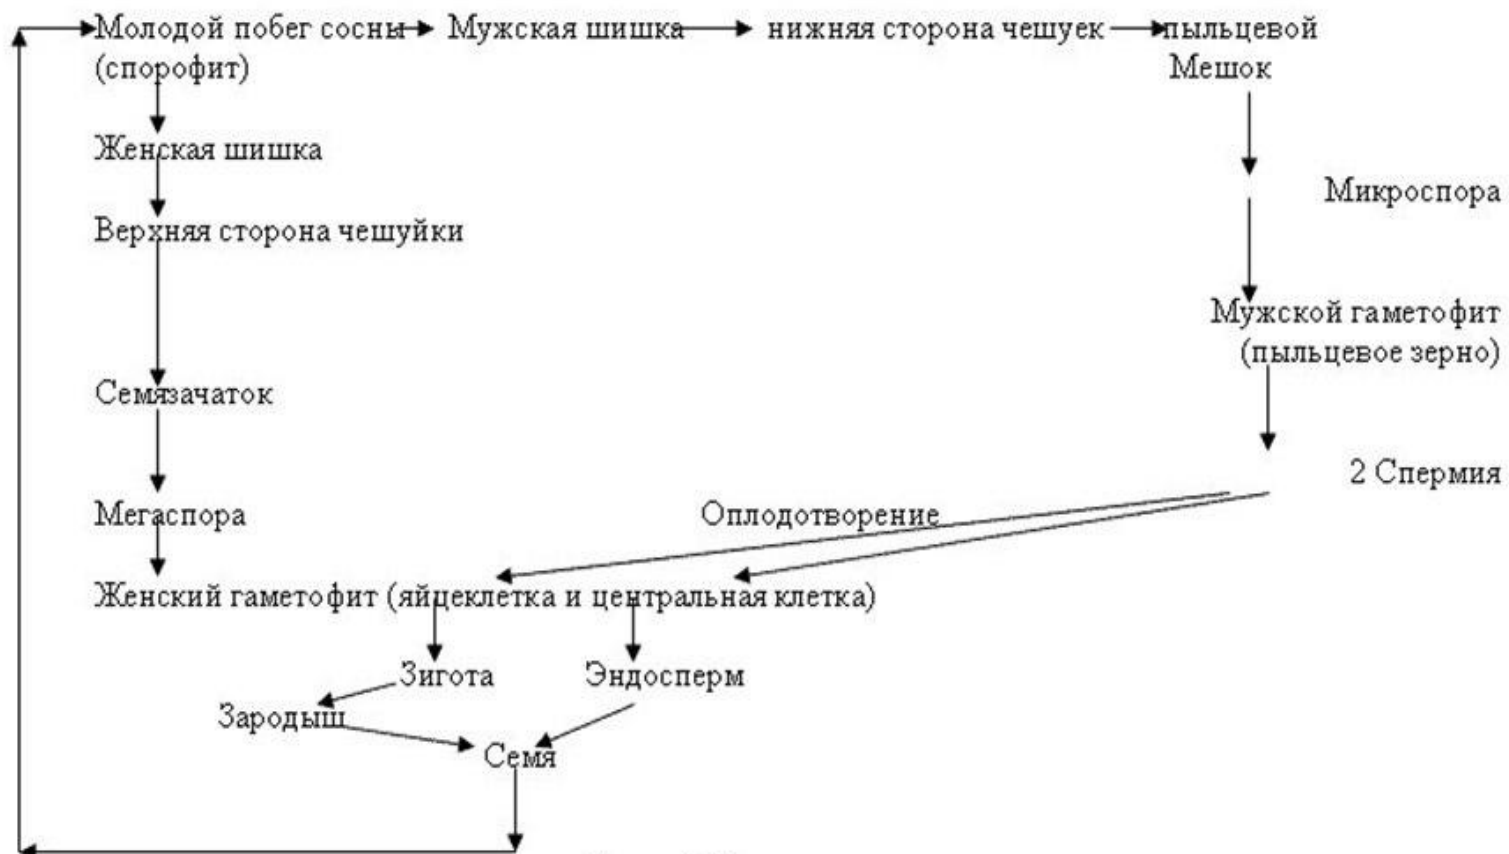 Молодой побег сосны Мужская шишка нижняя сторона чешуек пыльцевой
(спорофит) Мешок
Женская шишка
Микроспора
Верхняя сторона чешуйки
Мужской гаметофит
(пыльцевое зерно)
Семязачаток
2 Спермия
Мегаспора Оплодотворение
Женский гаметофит (яйцеклетка и центральная клетка)
Зигота Эндосперм
Зародыш
Семя